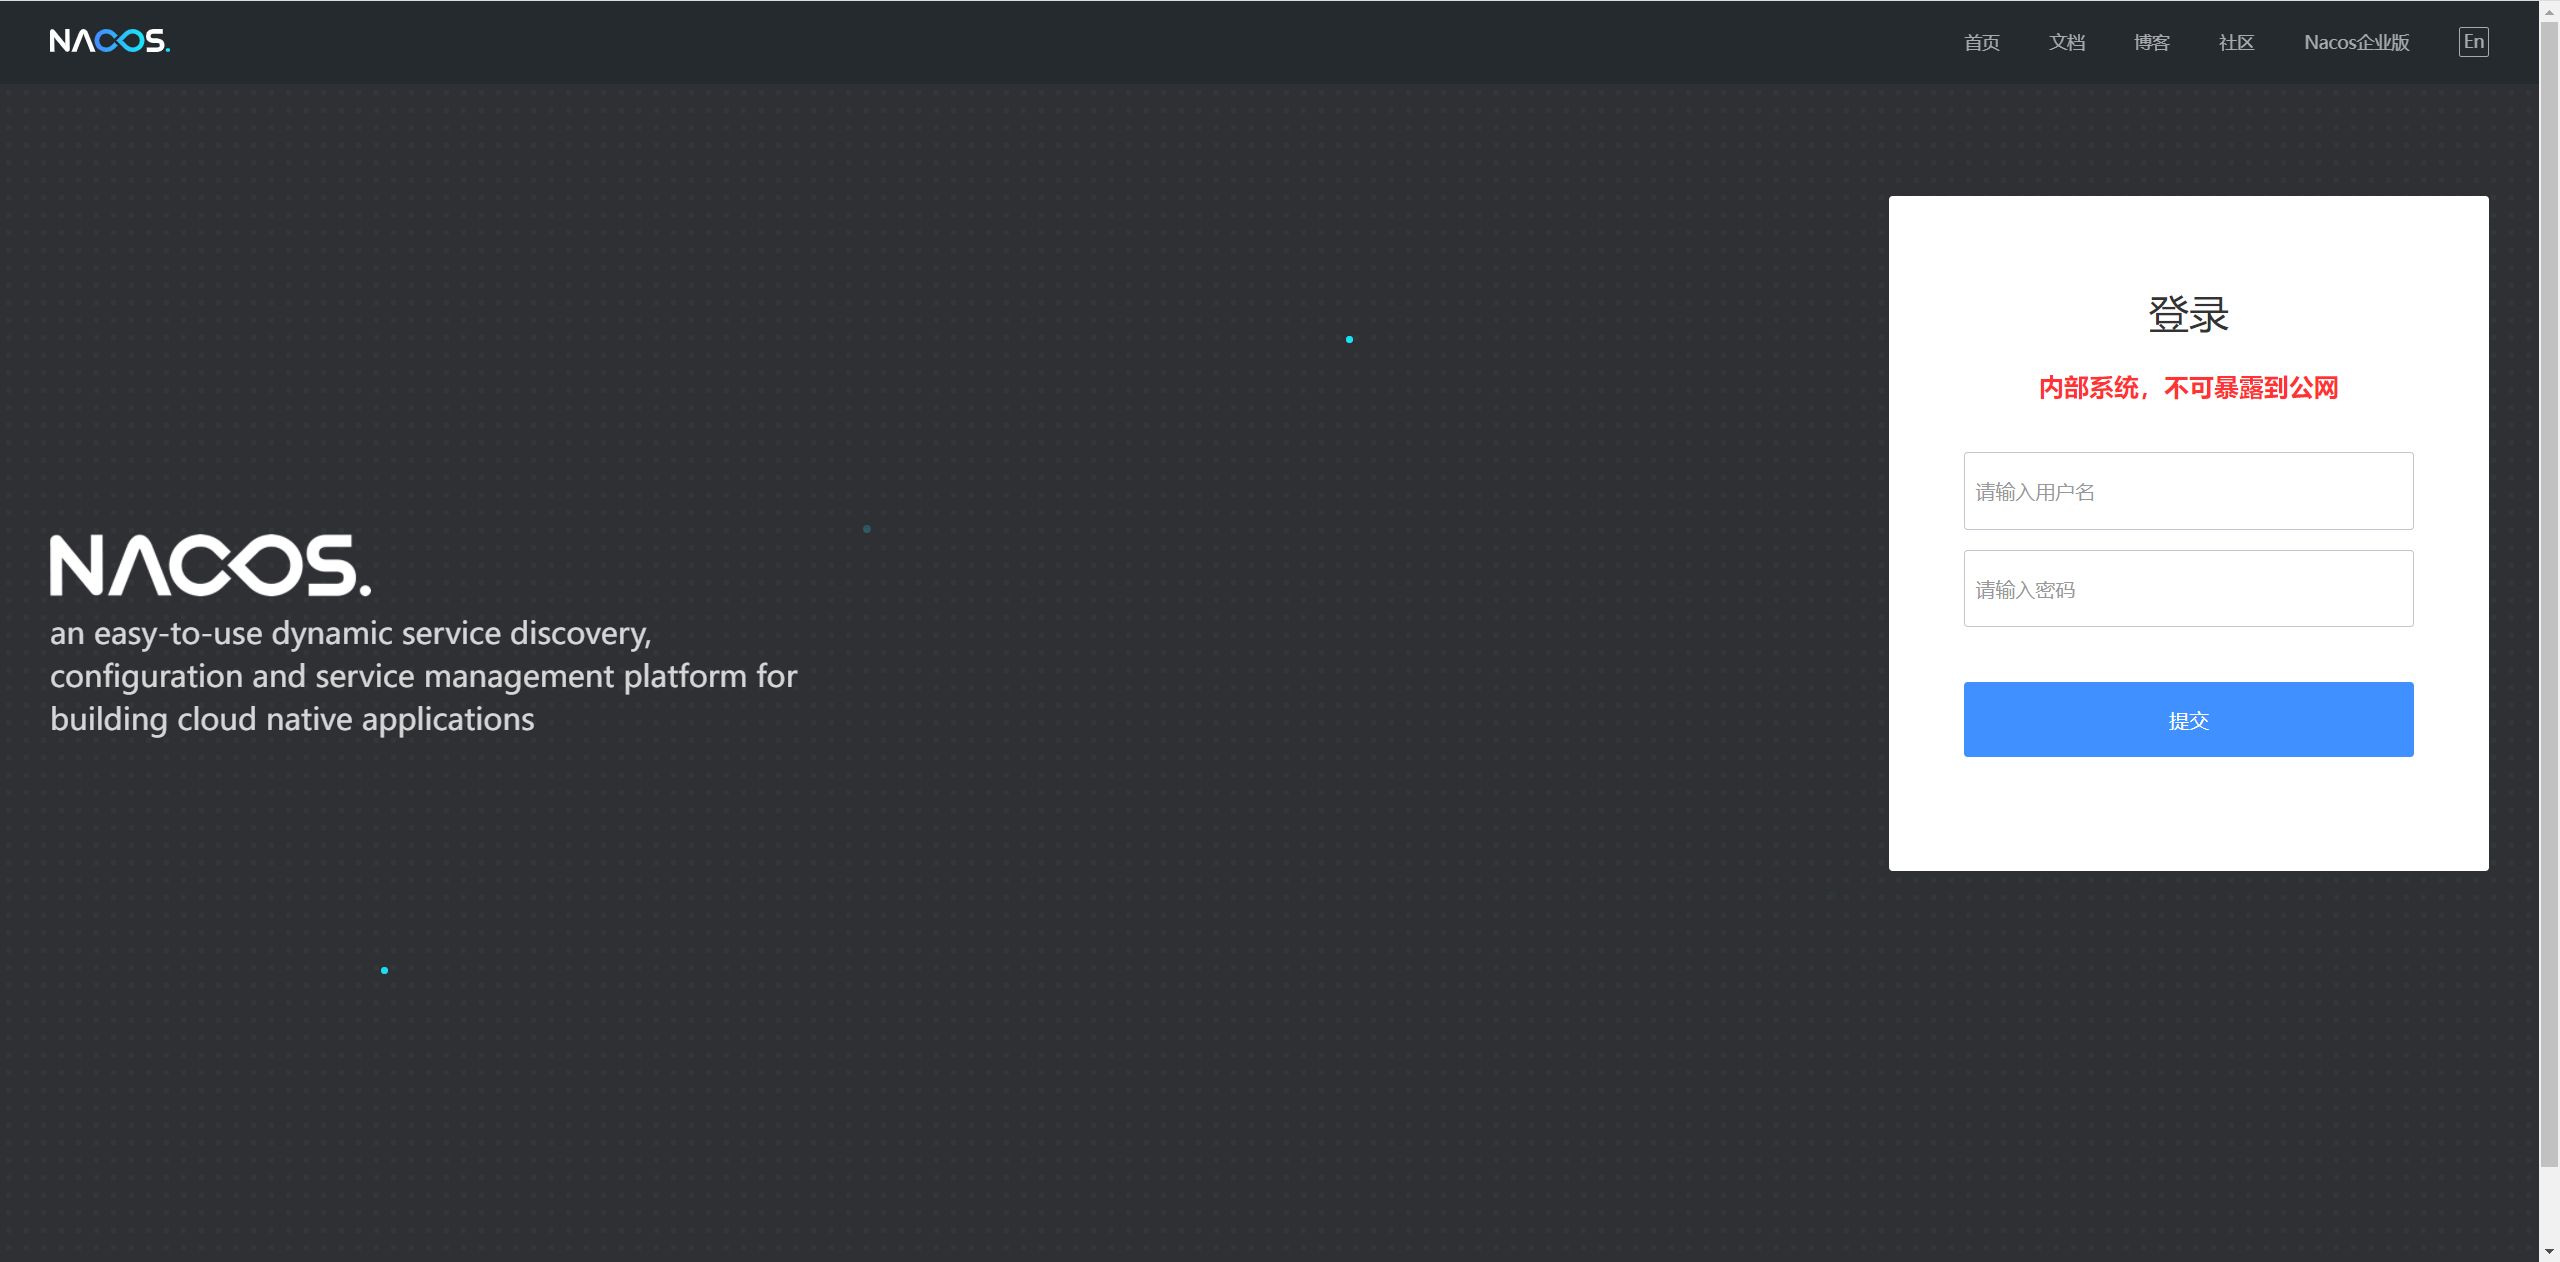 NACOS.
首页
文档
博客
社区
Nacos企业版
En
登录
内部系统，不可暴露到公网
请输入用户名
请输入密码
提交
NACOS.
an easy-to-use dynamic service discovery,
configuration and service management platform for
building cloud native applications